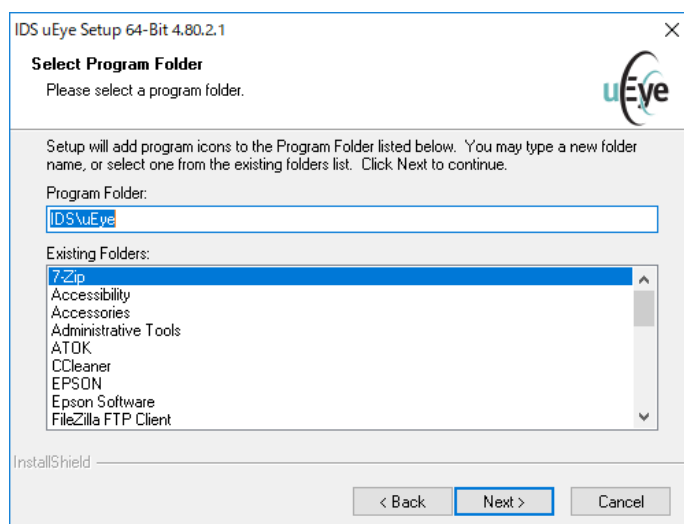 IDS uEye Setup 64-Bit 4.80.2.1
Select Program Folder
Please select a program folder.
uEye
Setup will add program icons to the Program Folder listed below. You may type a new folder
name, or select one from the existing folders list. Click Next to continue.
Program Folder:
IDS\uEye
Existing Folders:
7-Zip
Accessibility
Accessories
Administrative Tools
ATOK
CCleaner
EPSON
Epson Software
FileZilla FTP Client
InstallShield
< Back
Next >
Cancel